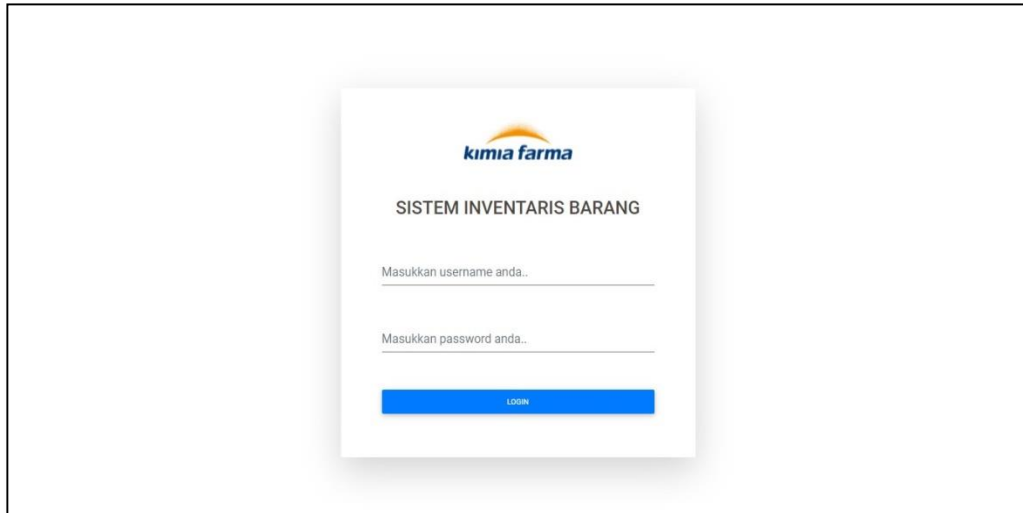 kimia farma
SISTEM INVENTARIS BARANG
Masukkan username anda..
Masukkan password anda..
LOGIN